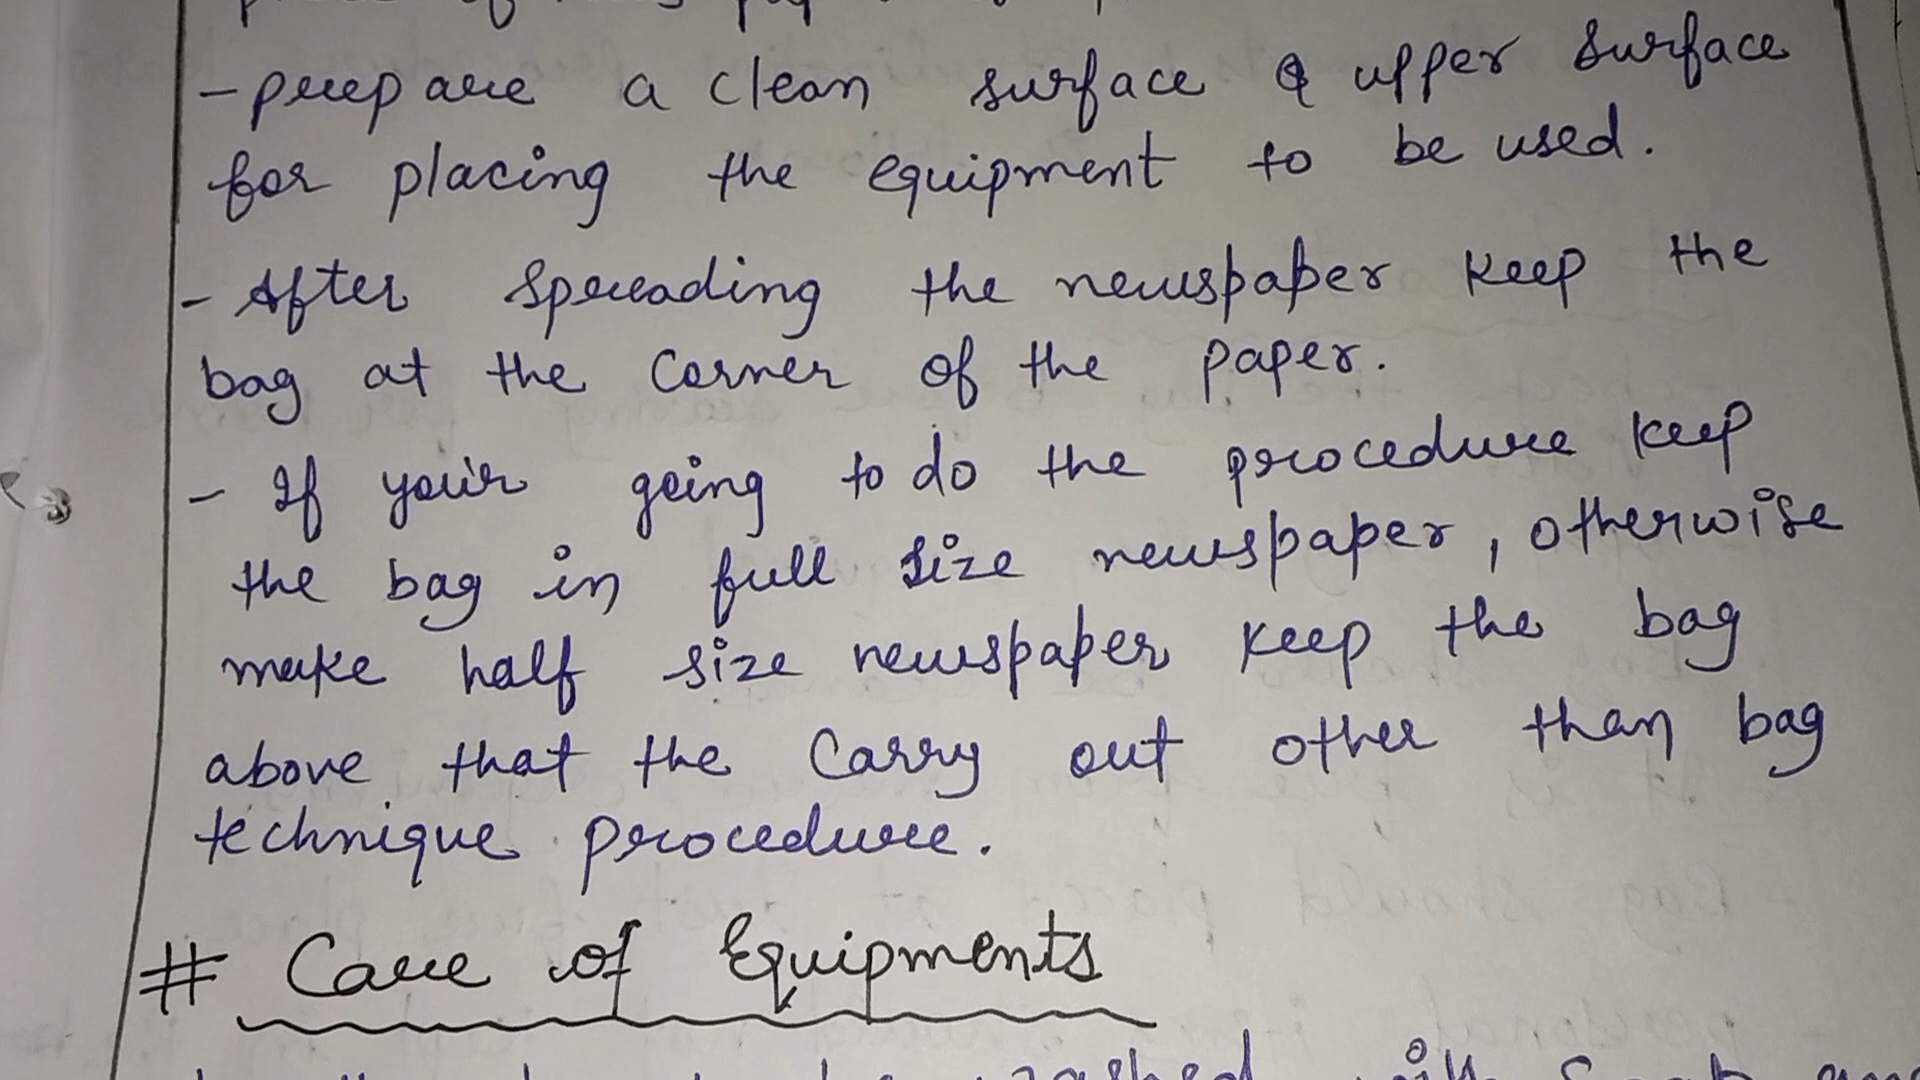 - prepare a clean surface & upper surface
for placing the equipment to be used.
- After spreading the newspaper keep the
bag at the corner of the paper.
- If you'r going to do the procedure keep
the bag in full size newspaper, otherwise
make half size newspaper keep the bag
above that the carry out other than bag
technique procedure.
# Care of Equipments